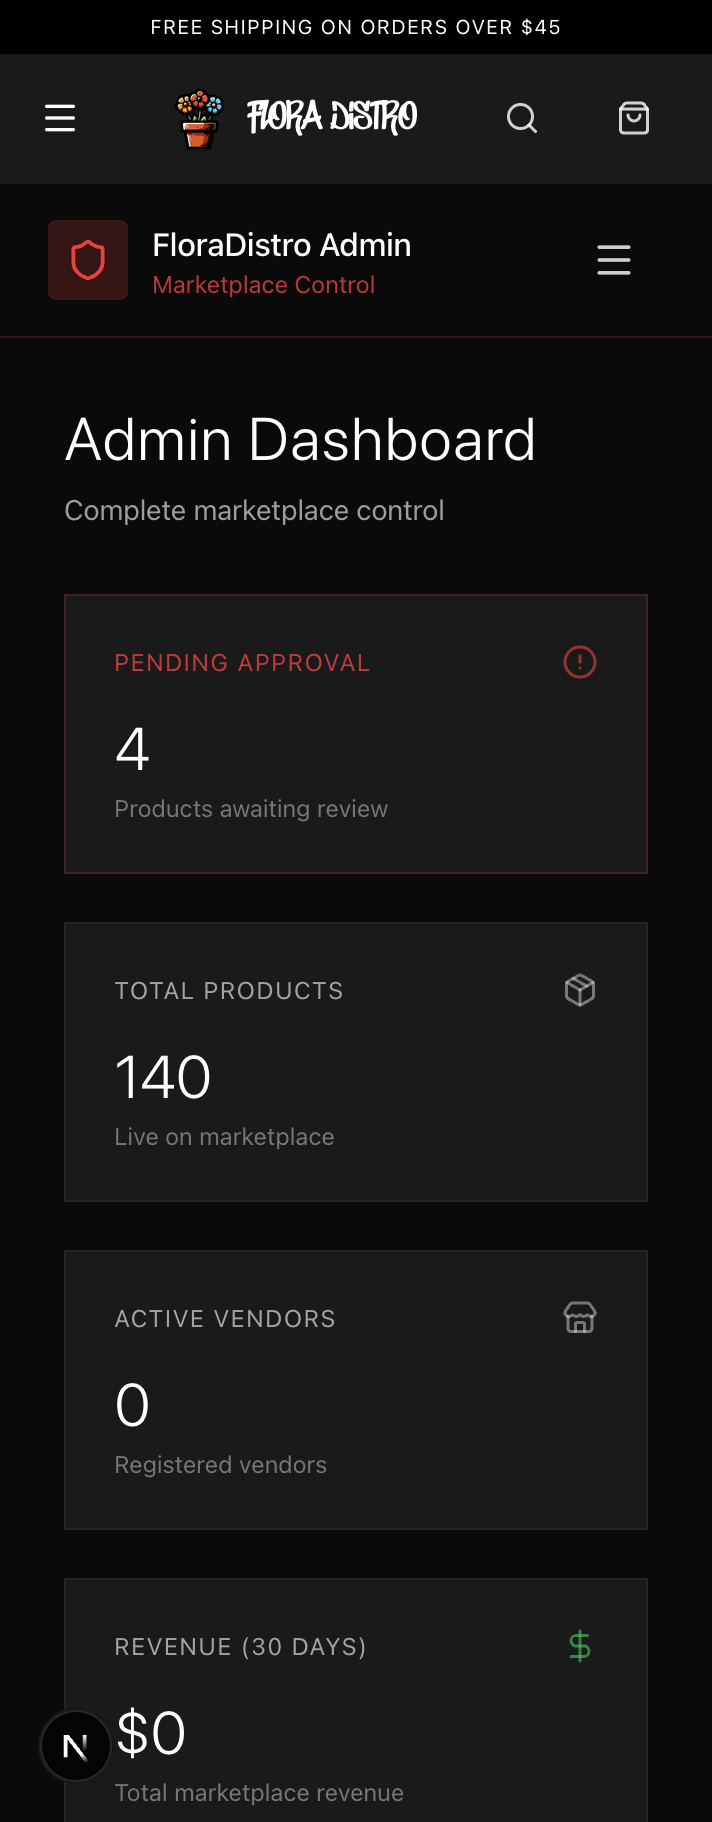 FREE SHIPPING ON ORDERS OVER $45
FLORA DISTRO
FloraDistro Admin
Marketplace Control
Admin Dashboard
Complete marketplace control
PENDING APPROVAL
4
Products awaiting review
TOTAL PRODUCTS
140
Live on marketplace
ACTIVE VENDORS
0
Registered vendors
REVENUE (30 DAYS)
$0
N
Total marketplace revenue